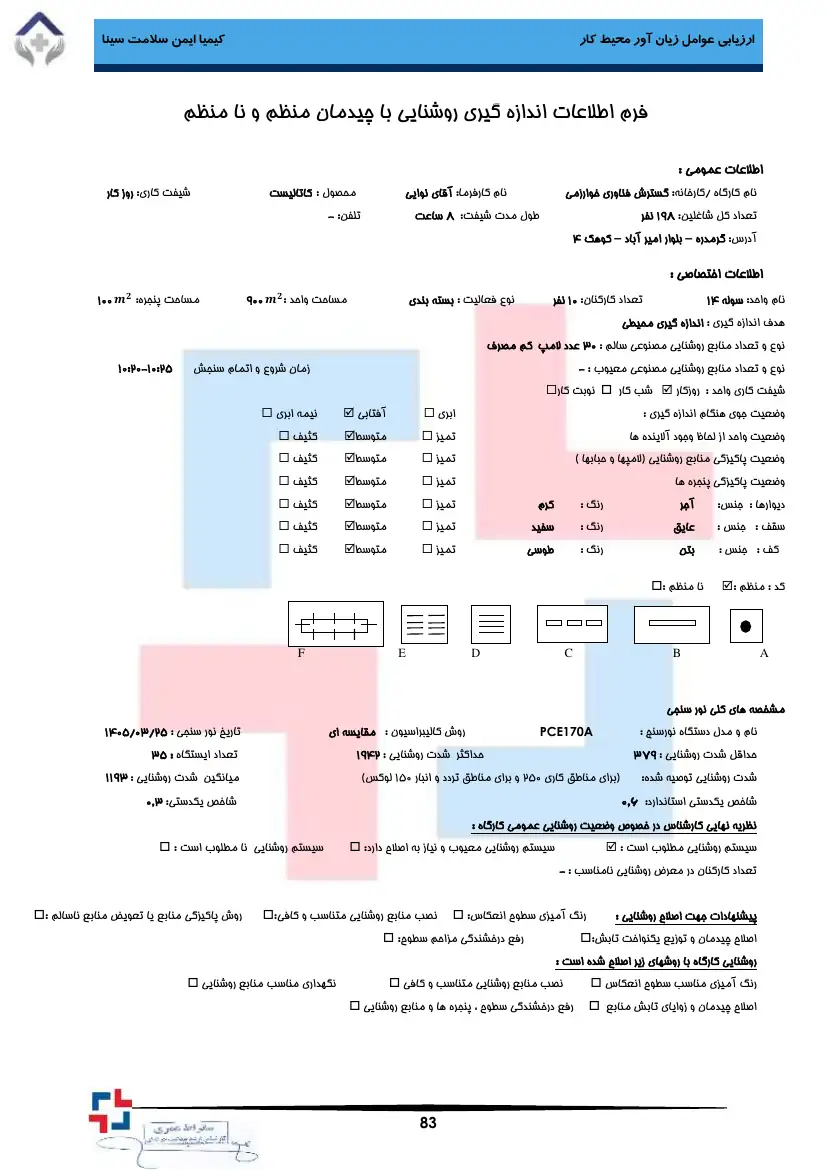 ارزیابی عوامل زیان آور محیط کار کیمیا ایمن سلامت سینا
فرم اطلاعات اندازه گیری روشنایی با چیدمان منظم و نا منظم
اطلاعات عمومی :
نام کارگاه /کارخانه: گسترش فناوری خوارزمی نام کارفرما: آقای نوایی محصول : کاتالیست شیفت کاری: روز کار
تعداد کل شاغلین: ۱۹۸ نفر طول مدت شیفت: ۸ ساعت تلفن: -
آدرس: گرمدره – بلوار امیر آباد – کوهک ۴
اطلاعات اختصاصی :
نام واحد: سوله ۱۴ تعداد کارکنان: ۱۰ نفر نوع فعالیت : بسته بندی مساحت واحد : ۹۰۰ m² مساحت پنجره: ۱۰۰ m²
هدف اندازه گیری : اندازه گیری محیطی
نوع و تعداد منابع روشنایی مصنوعی سالم : ۳۰ عدد لامپ کم مصرف
نوع و تعداد منابع روشنایی مصنوعی معیوب : - زمان شروع و اتمام سنجش ۱۰:۲۰-۱۰:۲۵
شیفت کاری واحد : روزکار ☑ شب کار ☐ نوبت کار☐
وضعیت جوی هنگام اندازه گیری : ابری ☐ آفتابی ☑ نیمه ابری ☐
وضعیت واحد از لحاظ وجود آلاینده ها تمیز ☐ متوسط☑ کثیف ☐
وضعیت پاکیزگی منابع روشنایی (لامپها و حبابها ) تمیز ☐ متوسط☑ کثیف ☐
وضعیت پاکیزگی پنجره ها تمیز ☐ متوسط☑ کثیف ☐
دیوارها : جنس: آجر رنگ : کرم تمیز ☐ متوسط☑ کثیف ☐
سقف : جنس : عایق رنگ : سفید تمیز ☐ متوسط☑ کثیف ☐
کف : جنس : بتن رنگ : طوسی تمیز ☐ متوسط☑ کثیف ☐
کد : منظم :☑ نا منظم :☐
F E D C B A
مشخصه های کلی نور سنجی
نام و مدل دستگاه نورسنج : PCE170A روش کالیبراسیون : مقایسه ای تاریخ نور سنجی : ۱۴۰۵/۰۳/۲۵
حداقل شدت روشنایی : ۳۷۹ حداکثر شدت روشنایی : ۱۹۴۲ تعداد ایستگاه : ۳۵
شدت روشنایی توصیه شده: (برای مناطق کاری ۲۵۰ و برای مناطق تردد و انبار ۱۵۰ لوکس) میانگین شدت روشنایی : ۱۱۹۳
شاخص یکدستی استاندارد: ۰,۶ شاخص یکدستی: ۰,۳
نظریه نهایی کارشناس در خصوص وضعیت روشنایی عمومی کارگاه :
سیستم روشنایی مطلوب است : ☑ سیستم روشنایی معیوب و نیاز به اصلاح دارد: ☐ سیستم روشنایی نا مطلوب است : ☐
تعداد کارکنان در معرض روشنایی نامناسب : -
پیشنهادات جهت اصلاح روشنایی : رنگ آمیزی سطوح انعکاس: ☐ نصب منابع روشنایی متناسب و کافی:☐ روش پاکیزگی منابع یا تعویض منابع ناسالم :☐
اصلاح چیدمان و توزیع یکنواخت تابش:☐ رفع درخشندگی مزاحم سطوح: ☐
روشنایی کارگاه با روشهای زیر اصلاح شده است :
رنگ آمیزی مناسب سطوح انعکاس ☐ نصب منابع روشنایی متناسب و کافی ☐ نگهداری مناسب منابع روشنایی ☐
اصلاح چیدمان و زوایای تابش منابع ☐ رفع درخشندگی سطوح ، پنجره ها و منابع روشنایی ☐
83